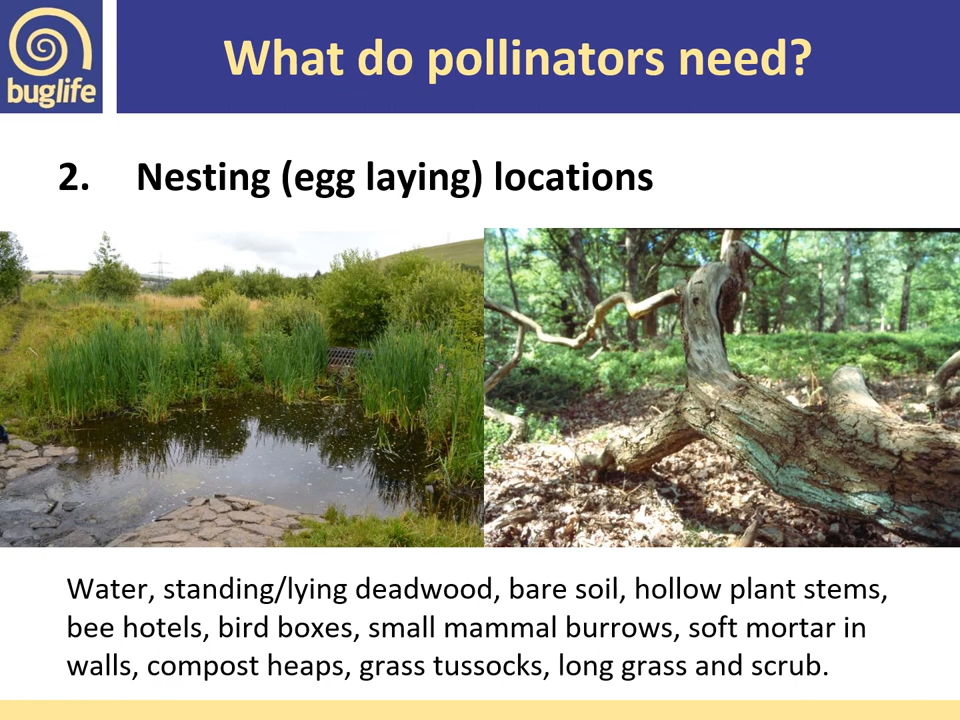 buglife
What do pollinators need?
2. Nesting (egg laying) locations
Water, standing/lying deadwood, bare soil, hollow plant stems,
bee hotels, bird boxes, small mammal burrows, soft mortar in
walls, compost heaps, grass tussocks, long grass and scrub.